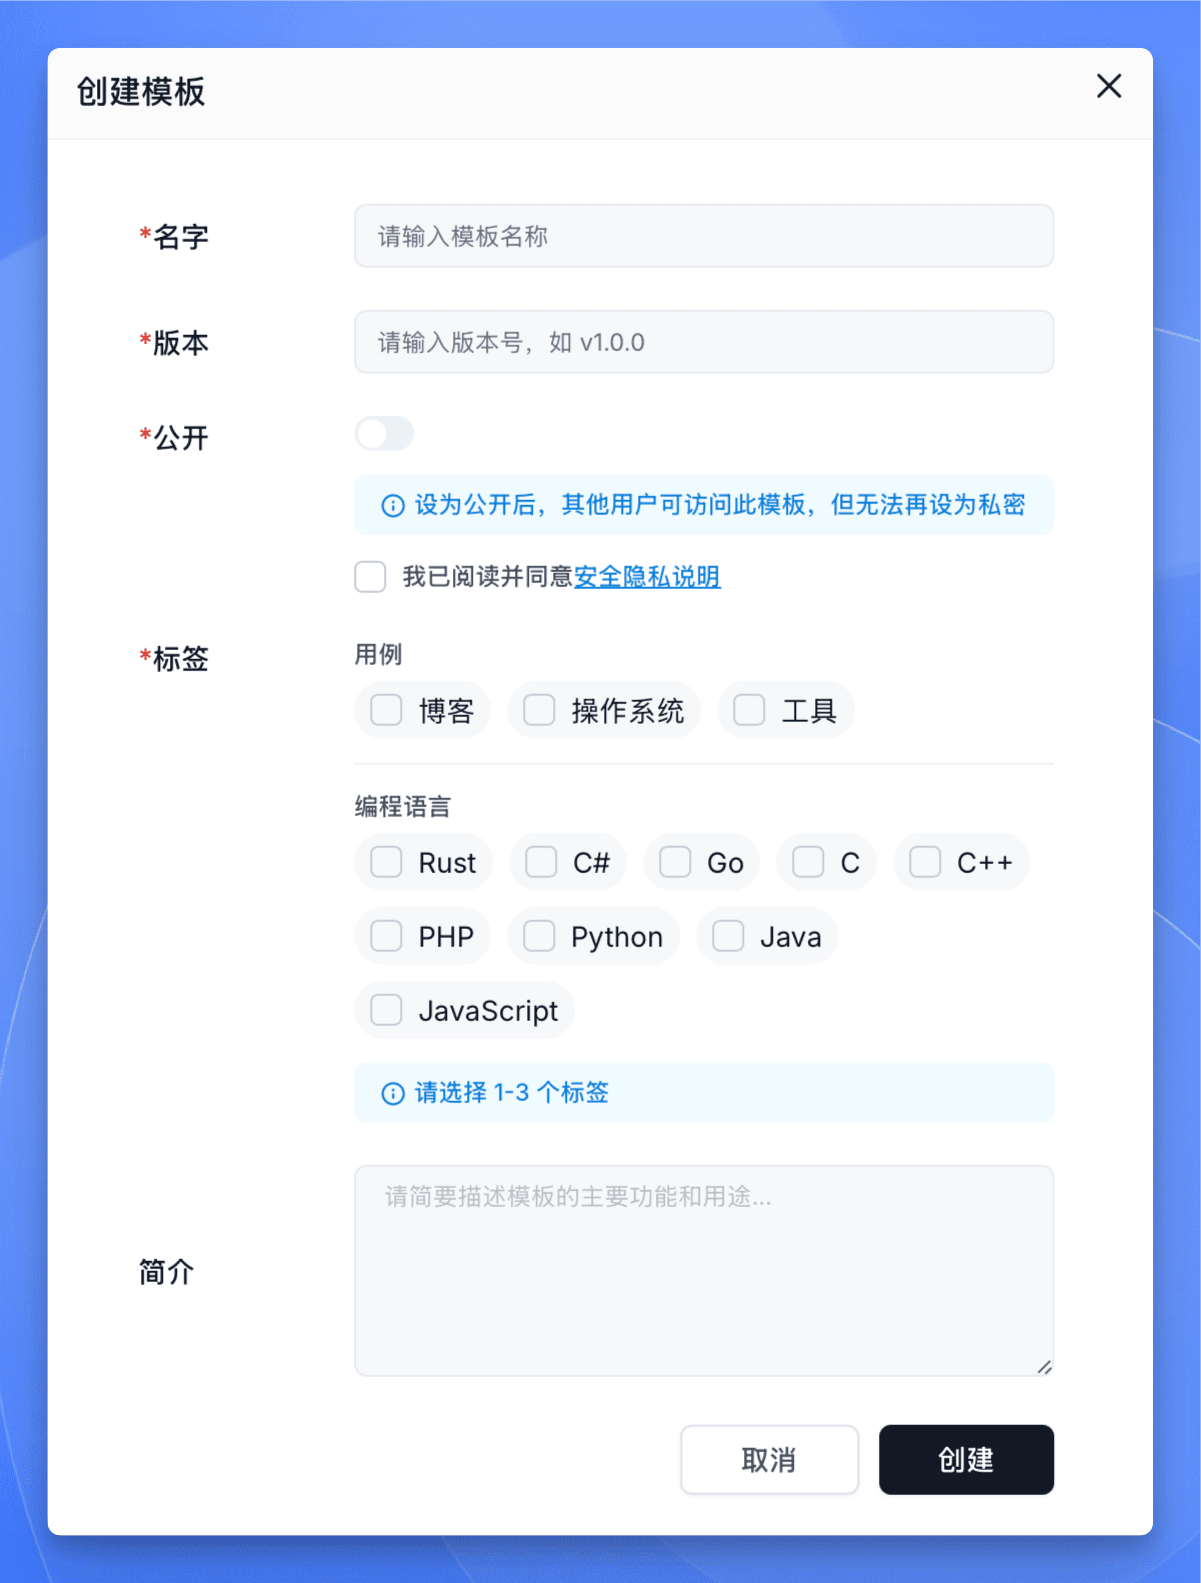 创建模板
*名字
请输入模板名称
*版本
请输入版本号，如 v1.0.0
*公开
设为公开后，其他用户可访问此模板，但无法再设为私密
我已阅读并同意安全隐私说明
*标签
用例
博客 操作系统 工具
编程语言
Rust C# Go C C++
PHP Python Java
JavaScript
请选择 1-3 个标签
简介
请简要描述模板的主要功能和用途...
取消 创建